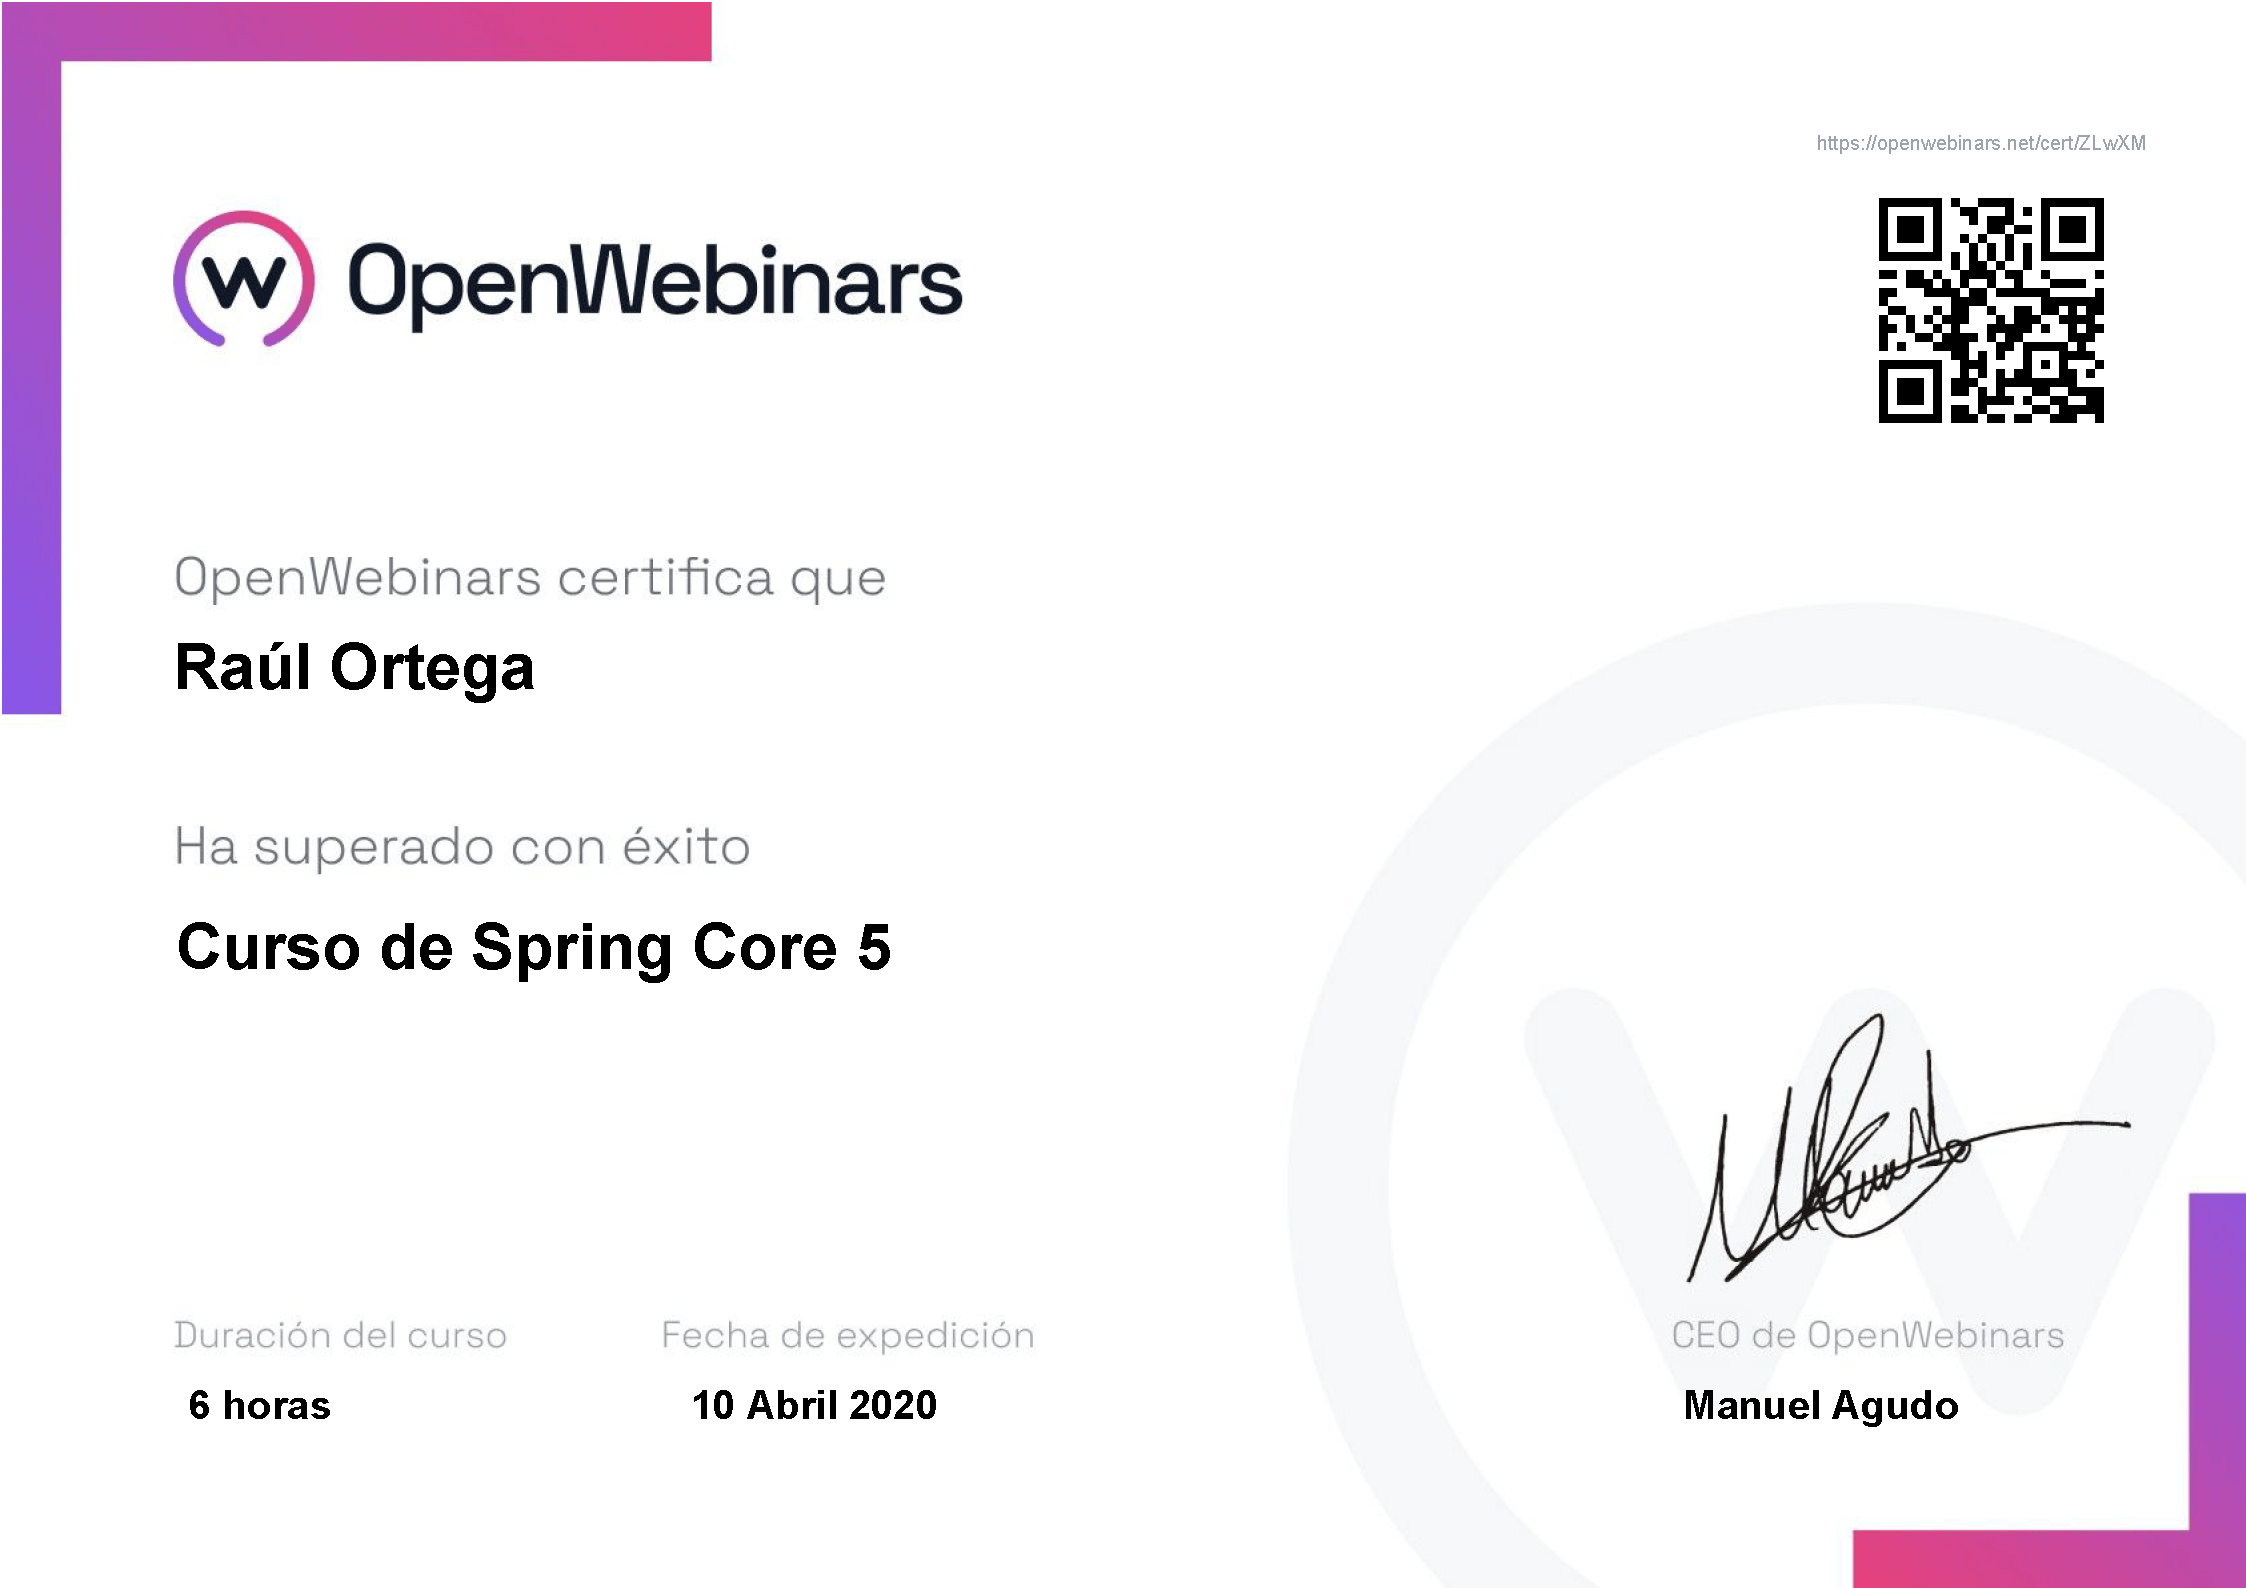 https://openwebinars.net/cert/ZLwXM
OpenWebinars
OpenWebinars certifica que
Raúl Ortega
Ha superado con éxito
Curso de Spring Core 5
Duración del curso
Fecha de expedición
CEO de OpenWebinars
6 horas
10 Abril 2020
Manuel Agudo